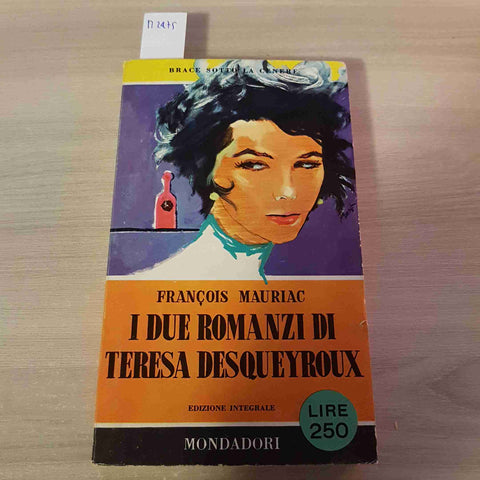 BRACE SOTTO LA CENERE
FRANÇOIS MAURIAC
I DUE ROMANZI DI
TERESA DESQUEYROUX
EDIZIONE INTEGRALE
LIRE
250
MONDADORI